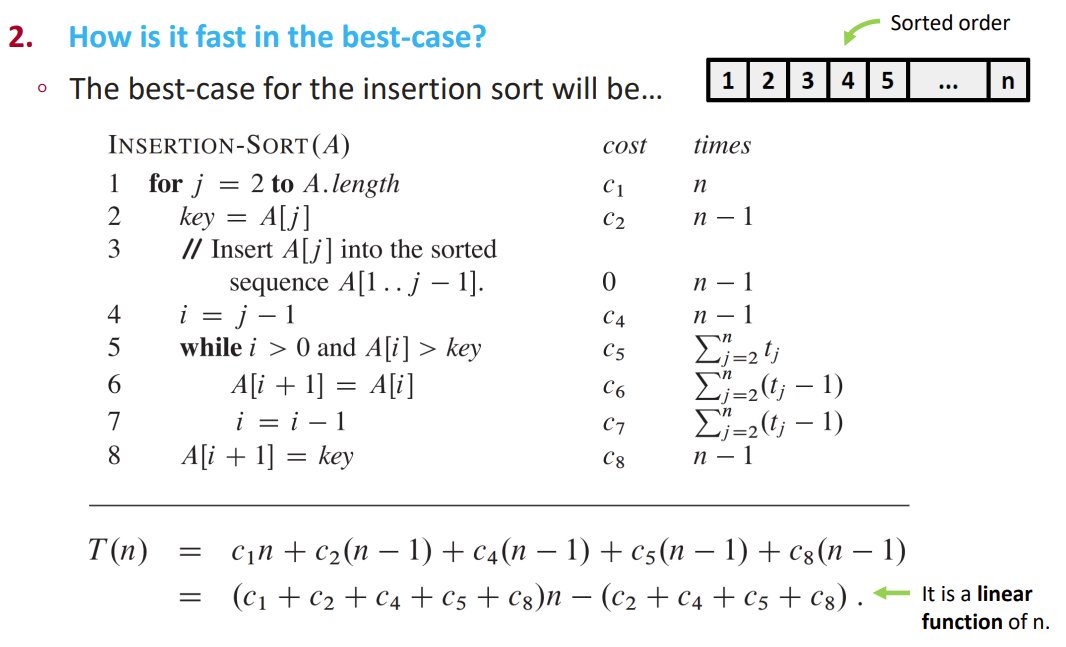 2. How is it fast in the best-case?
Sorted order
◦ The best-case for the insertion sort will be...
1 2 3 4 5 ... n
INSERTION-SORT(A) cost times
1 for j = 2 to A.length c₁ n
2 key = A[j] c₂ n − 1
3 // Insert A[j] into the sorted
sequence A[1 . . j − 1]. 0 n − 1
4 i = j − 1 c₄ n − 1
5 while i > 0 and A[i] > key c₅ ∑ⁿⱼ₌₂ tⱼ
6 A[i + 1] = A[i] c₆ ∑ⁿⱼ₌₂(tⱼ − 1)
7 i = i − 1 c₇ ∑ⁿⱼ₌₂(tⱼ − 1)
8 A[i + 1] = key c₈ n − 1
T(n) = c₁n + c₂(n − 1) + c₄(n − 1) + c₅(n − 1) + c₈(n − 1)
= (c₁ + c₂ + c₄ + c₅ + c₈)n − (c₂ + c₄ + c₅ + c₈) .
It is a linear
function of n.